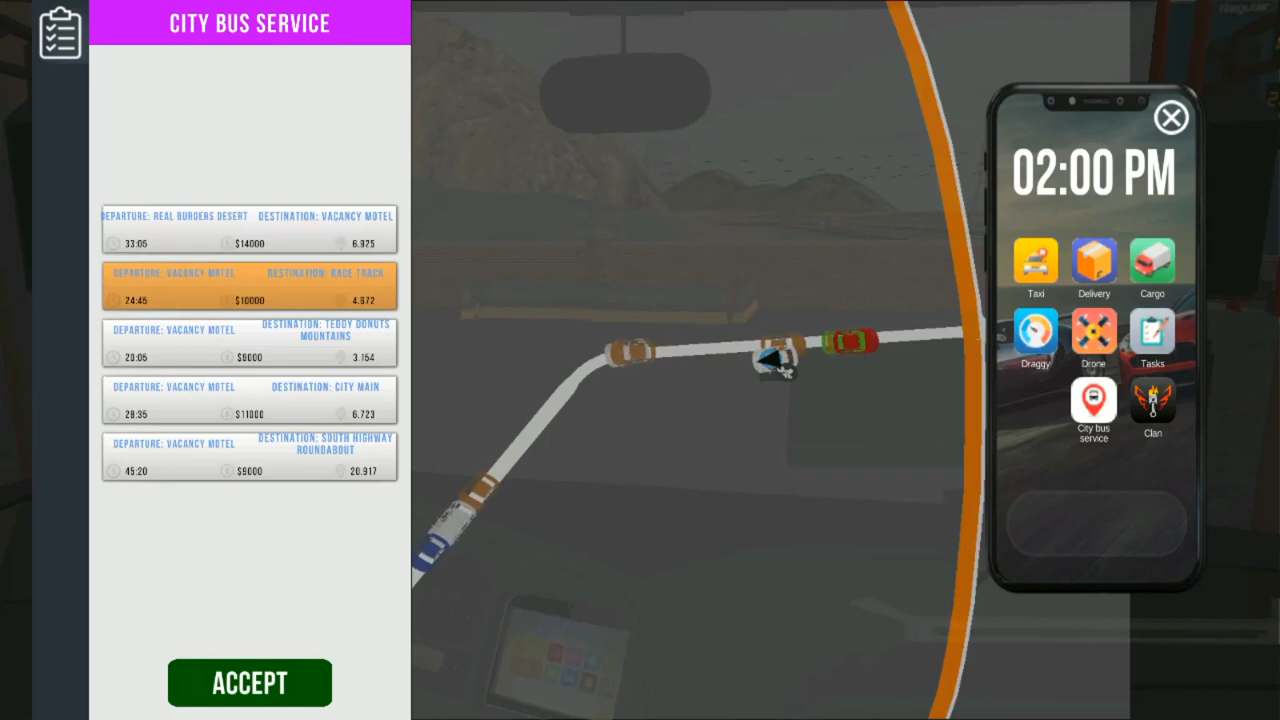 CITY BUS SERVICE
DEPARTURE: REAL BURGERS DESERT DESTINATION: VACANCY MOTEL
33:05 $14000 6.925
DEPARTURE: VACANCY MOTEL DESTINATION: RACE TRACK
24:45 $10000 4.672
DEPARTURE: VACANCY MOTEL DESTINATION: TEDDY DONUTS
MOUNTAINS
20:05 $9000 3.154
DEPARTURE: VACANCY MOTEL DESTINATION: CITY MAIN
28:35 $11000 6.723
DEPARTURE: VACANCY MOTEL DESTINATION: SOUTH HIGHWAY
ROUNDABOUT
45:20 $9000 20.917
ACCEPT
Regular
02:00 PM
Taxi Delivery Cargo
Draggy Drone Tasks
City bus
service
Clan